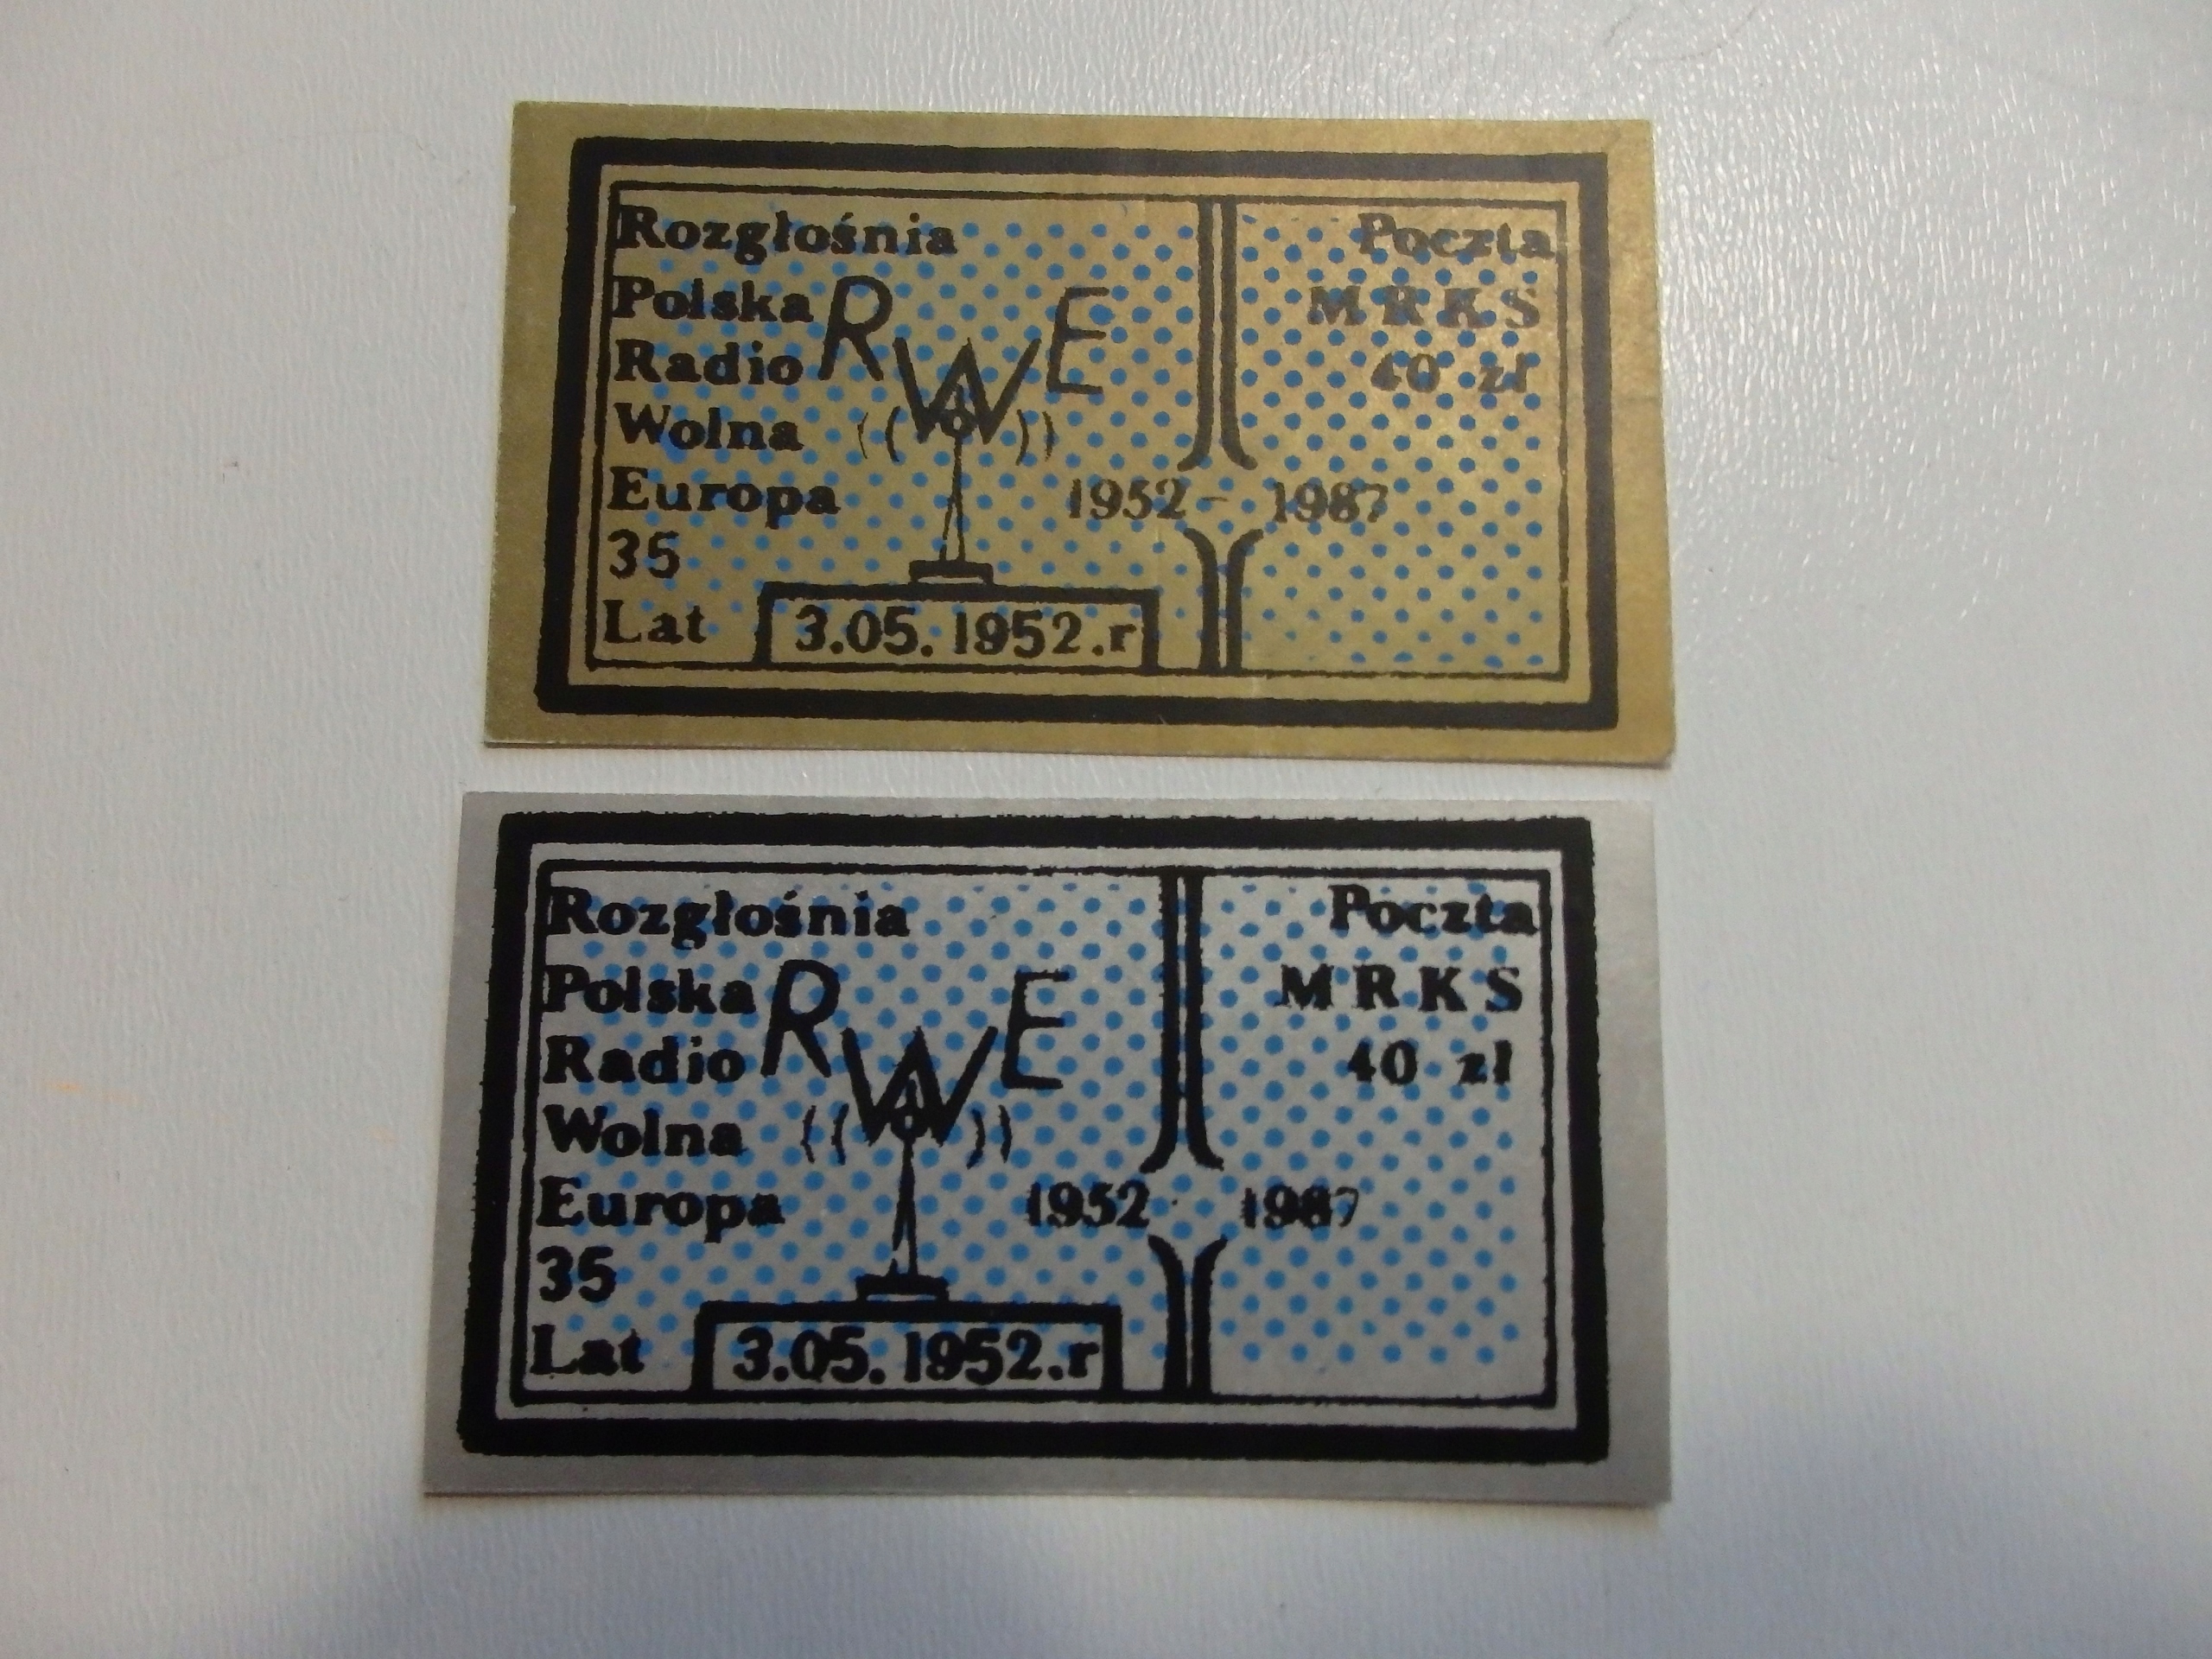 Rozgłośnia
Polska
Radio
Wolna
Europa
35
Lat
RWE
3.05.1952.r
1952 - 1987
Poczta
MRKS
40 zł
Rozgłośnia
Polska
Radio
Wolna
Europa
35
Lat
RWE
3.05.1952.r
1952 1987
Poczta
MRKS
40 zł